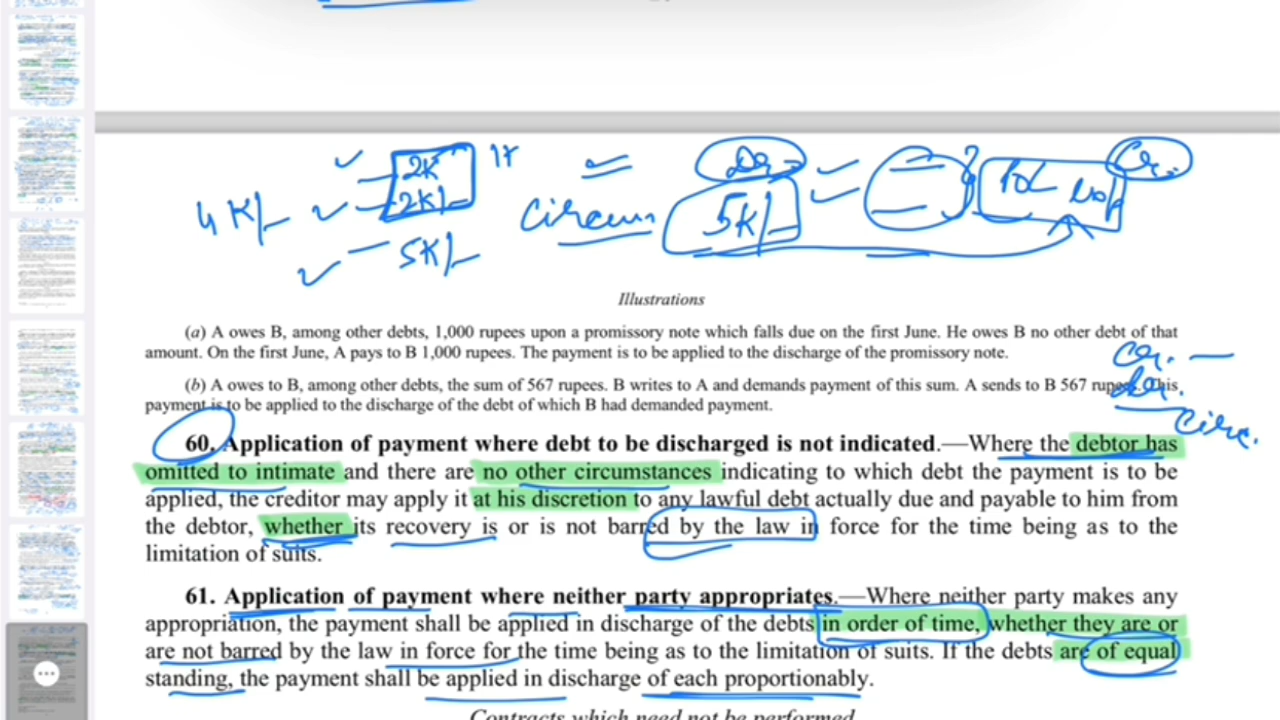 2K
17
Dr.
Cr.
4K/-
2K/-
circum
5K/-
5K/-
Illustrations
(a) A owes B, among other debts, 1,000 rupees upon a promissory note which falls due on the first June. He owes B no other debt of that
amount. On the first June, A pays to B 1,000 rupees. The payment is to be applied to the discharge of the promissory note.
Cr. —
(b) A owes to B, among other debts, the sum of 567 rupees. B writes to A and demands payment of this sum. A sends to B 567 rupees. This
Dr.
payment is to be applied to the discharge of the debt of which B had demanded payment.
Circ.
60. Application of payment where debt to be discharged is not indicated.—Where the debtor has
omitted to intimate and there are no other circumstances indicating to which debt the payment is to be
applied, the creditor may apply it at his discretion to any lawful debt actually due and payable to him from
the debtor, whether its recovery is or is not barred by the law in force for the time being as to the
limitation of suits.
61. Application of payment where neither party appropriates.—Where neither party makes any
appropriation, the payment shall be applied in discharge of the debts in order of time, whether they are or
are not barred by the law in force for the time being as to the limitation of suits. If the debts are of equal
standing, the payment shall be applied in discharge of each proportionably.
Contracts which need not be performed